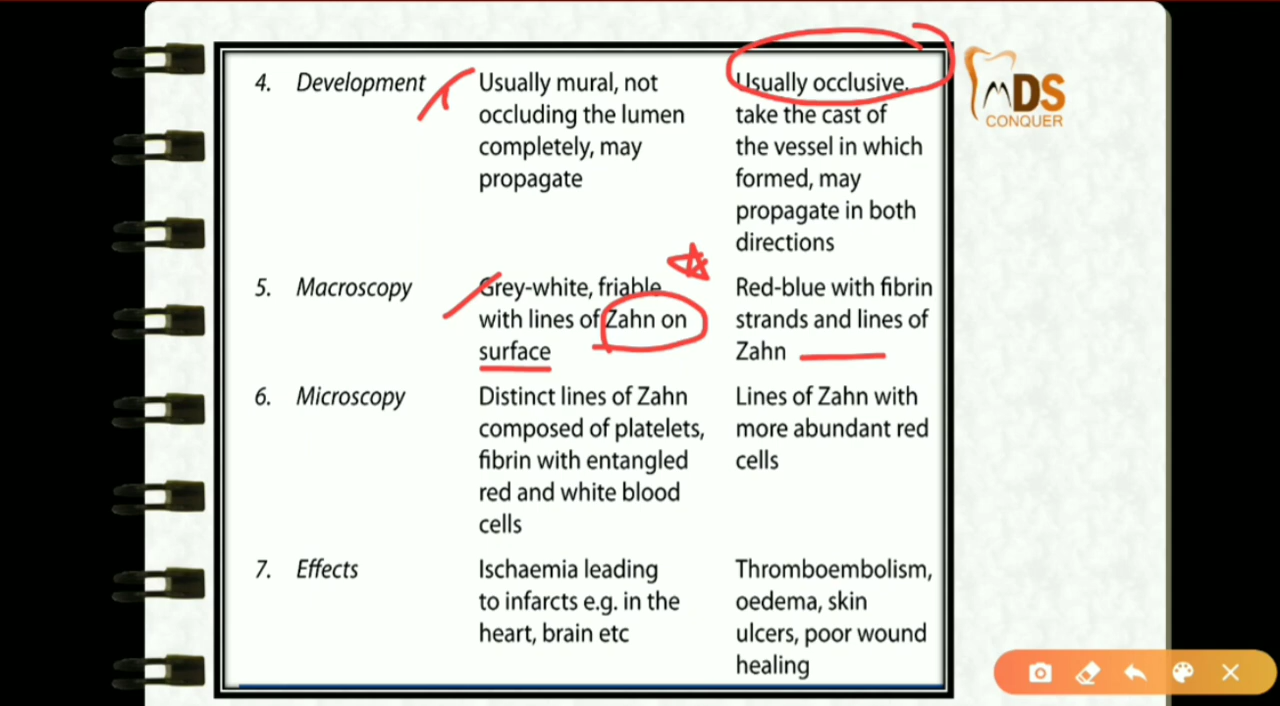 4. Development Usually mural, not Usually occlusive,
occluding the lumen take the cast of
completely, may the vessel in which
propagate formed, may
propagate in both
directions
5. Macroscopy Grey-white, friable Red-blue with fibrin
with lines of Zahn on strands and lines of
surface Zahn
6. Microscopy Distinct lines of Zahn Lines of Zahn with
composed of platelets, more abundant red
fibrin with entangled cells
red and white blood
cells
7. Effects Ischaemia leading Thromboembolism,
to infarcts e.g. in the oedema, skin
heart, brain etc ulcers, poor wound
healing
MDS
CONQUER